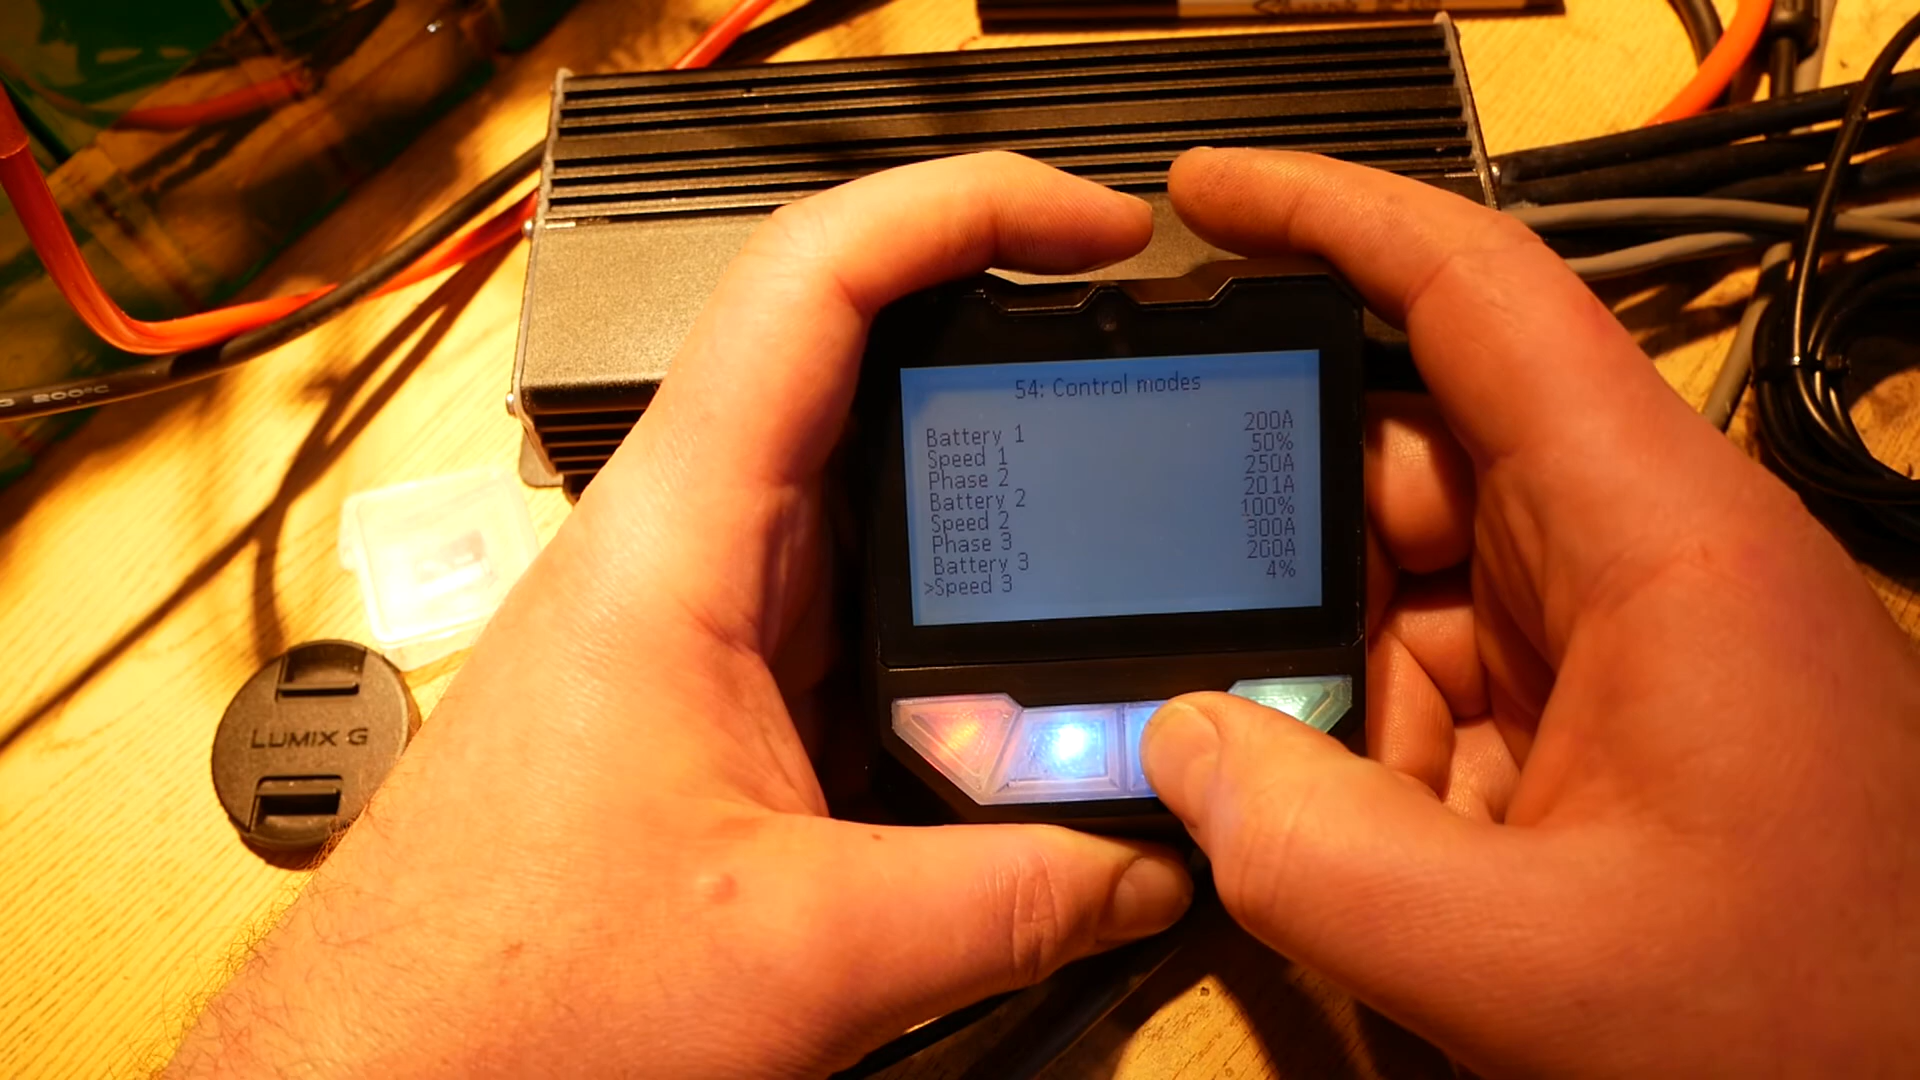 54: Control modes
Battery 1 200A
Speed 1 50%
Phase 2 250A
Battery 2 201A
Speed 2 100%
Phase 3 300A
Battery 3 200A
>Speed 3 4%
LUMIX G
200°C